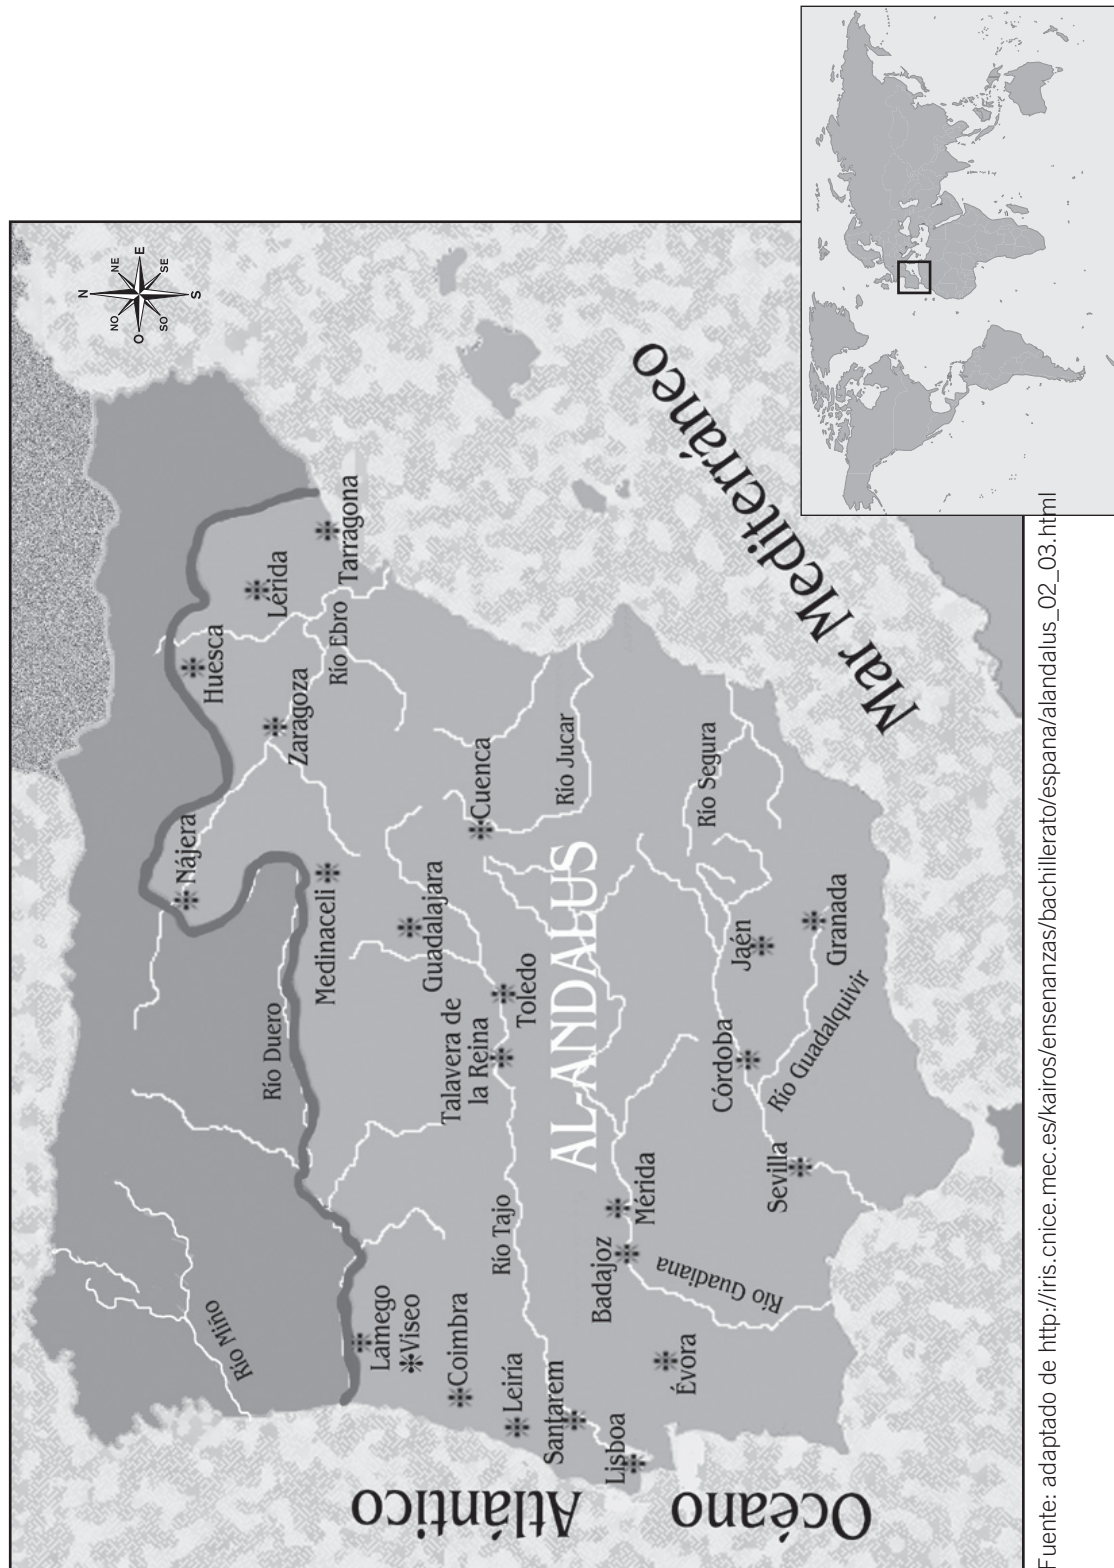 N
NE
E
SE
S
SO
O
NO
Río Miño
Río Duero
Nájera
Huesca
Lérida
Zaragoza
Tarragona
Río Ebro
Medinaceli
Guadalajara
Cuenca
Lamego
Viseo
Coimbra
Leiría
Santarem
Lisboa
Río Tajo
Talavera de
la Reina
Toledo
AL-ANDALUS
Río Jucar
Badajoz
Mérida
Río Guadiana
Évora
Córdoba
Jaén
Río Segura
Sevilla
Río Guadalquivir
Granada
Océano
Atlántico
Mar Mediterráneo
Fuente: adaptado de http://iris.cnice.mec.es/kairos/ensenanzas/bachillerato/espana/alandalus_02_03.html